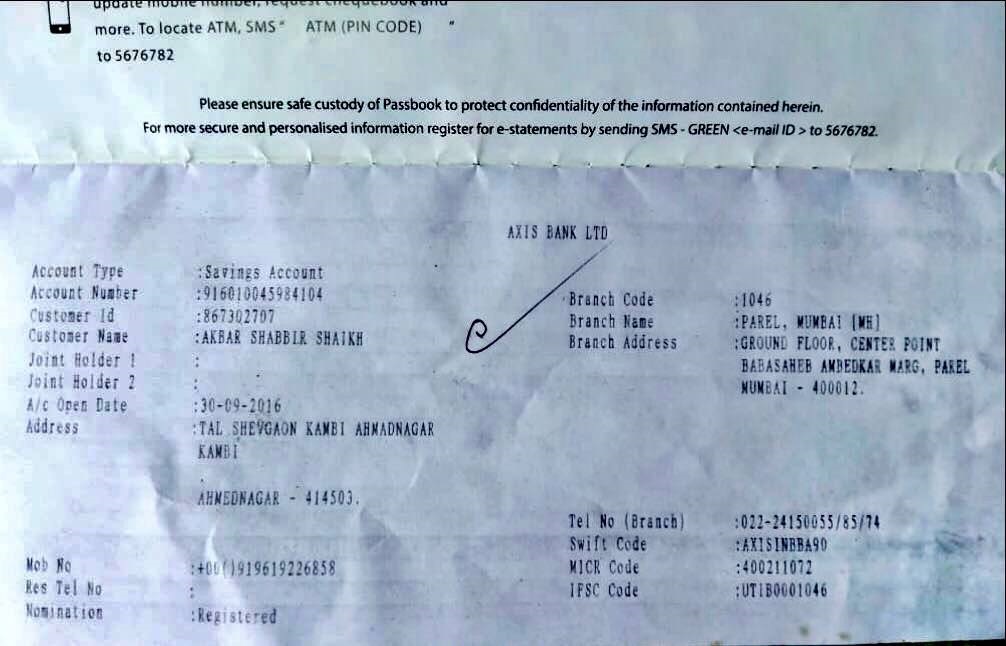 update mobile number, request chequebook and
more. To locate ATM, SMS “ ATM (PIN CODE) ”
to 5676782
Please ensure safe custody of Passbook to protect confidentiality of the information contained herein.
For more secure and personalised information register for e-statements by sending SMS - GREEN <e-mail ID > to 5676782.
AXIS BANK LTD
Account Type :Savings Account
Account Number :916010045984104
Customer Id :867302707
Customer Name :AKBAR SHABBIR SHAIKH
Joint Holder 1 :
Joint Holder 2 :
A/c Open Date :30-09-2016
Address :TAL SHEVGAON KAMBI AHMADNAGAR
KAMBI
.
AHMEDNAGAR - 414503.
Mob No :+00()919619226858
Res Tel No :
Nomination :Registered
Branch Code :1046
Branch Name :PAREL, MUMBAI [MH]
Branch Address :GROUND FLOOR, CENTER POINT
BABASAHEB AMBEDKAR MARG, PAREL
MUMBAI - 400012.
Tel No (Branch) :022-24150055/85/74
Swift Code :AXISINBBA90
MICR Code :400211072
IFSC Code :UTIB0001046